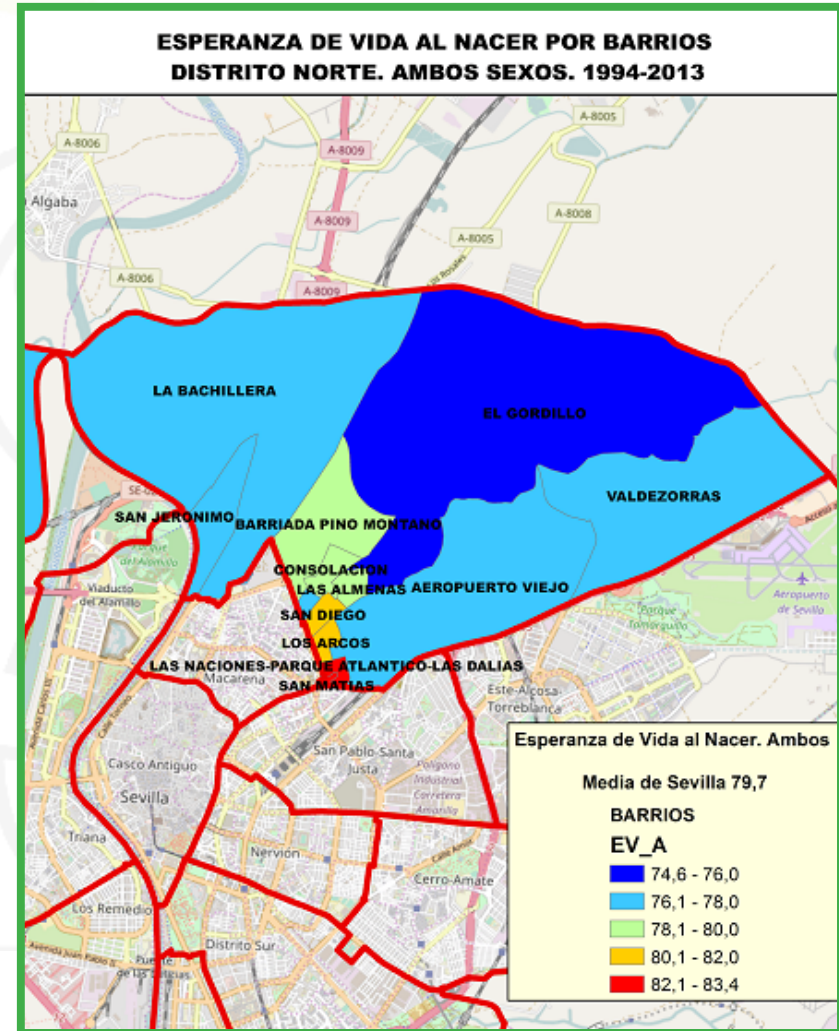 ESPERANZA DE VIDA AL NACER POR BARRIOS
DISTRITO NORTE. AMBOS SEXOS. 1994-2013
A-8005
A-8006
A-8009
Algaba
A-8009
A-8008
A-8005
A-8006
A-8009
LA BACHILLERA
EL GORDILLO
VALDEZORRAS
SAN JERONIMO
BARRIADA PINO MONTANO
CONSOLACION
LAS ALMENAS
AEROPUERTO VIEJO
Viaducto
del Alamillo
Aeropuerto
de Sevilla
Parque
Tamarguillo
SAN DIEGO
LOS ARCOS
LAS NACIONES-PARQUE ATLANTICO-LAS DALIAS
Macarena
SAN MATIAS
Este-Alcosa-
Torreblanca
San Pablo-Santa
Justa
Casco Antiguo
Sevilla
Polígono
Industrial
Carretera
Amarilla
Triana
Nervión
Cerro-Amate
Los Remedio
Distrito Sur
Esperanza de Vida al Nacer. Ambos
Media de Sevilla 79,7
BARRIOS
EV_A
74,6 - 76,0
76,1 - 78,0
78,1 - 80,0
80,1 - 82,0
82,1 - 83,4